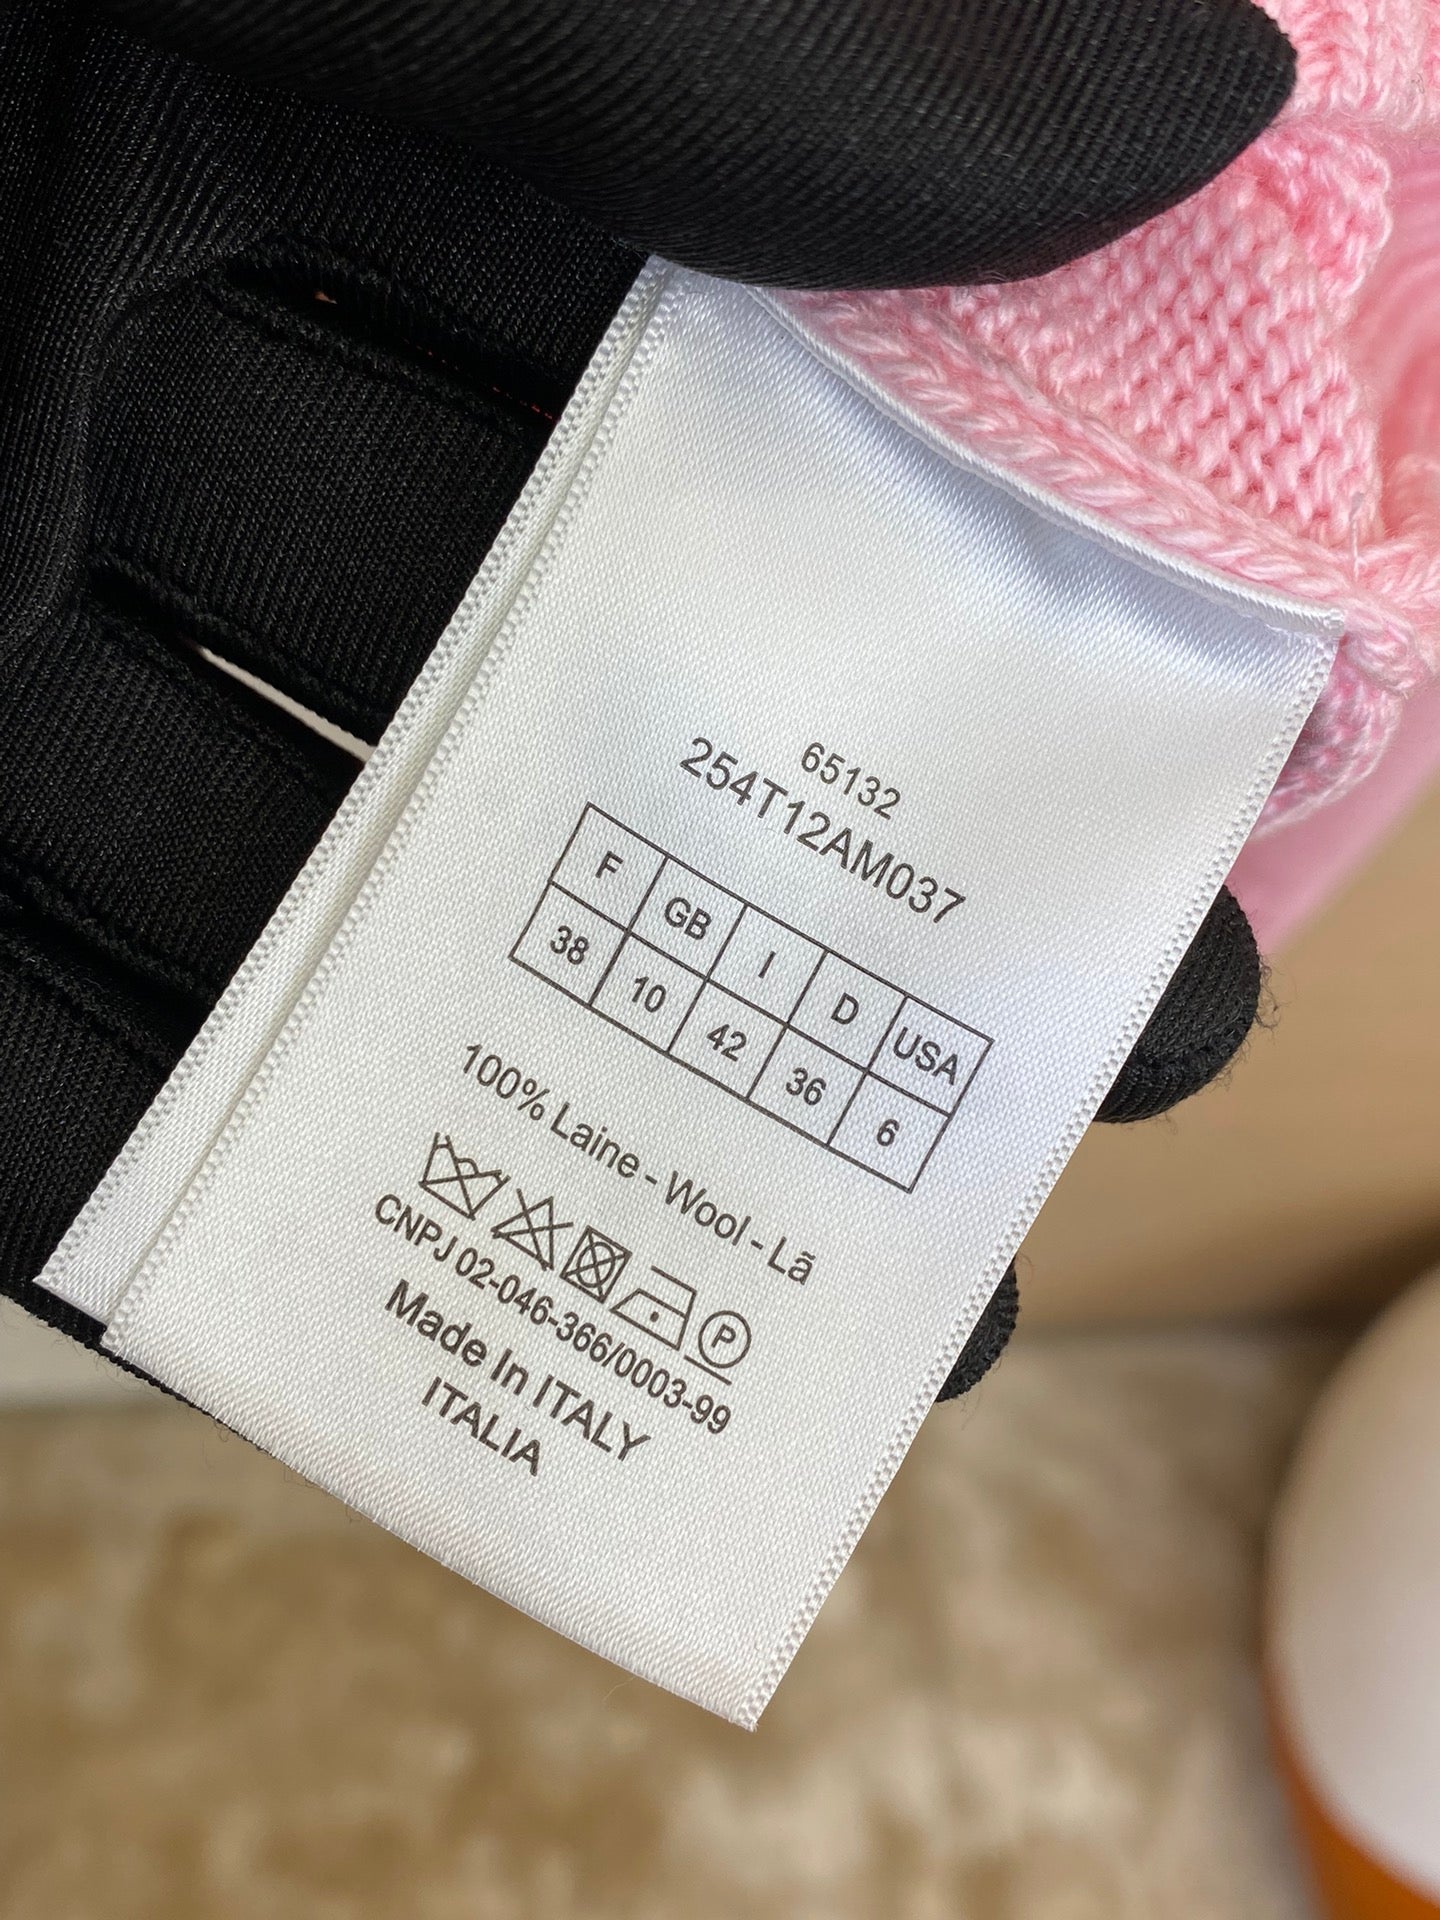 65132
254T12AM037
F GB I D USA
38 10 42 36 6
100% Laine - Wool - Lã
P
CNPJ 02-046-366/0003-99
Made In ITALY
ITALIA